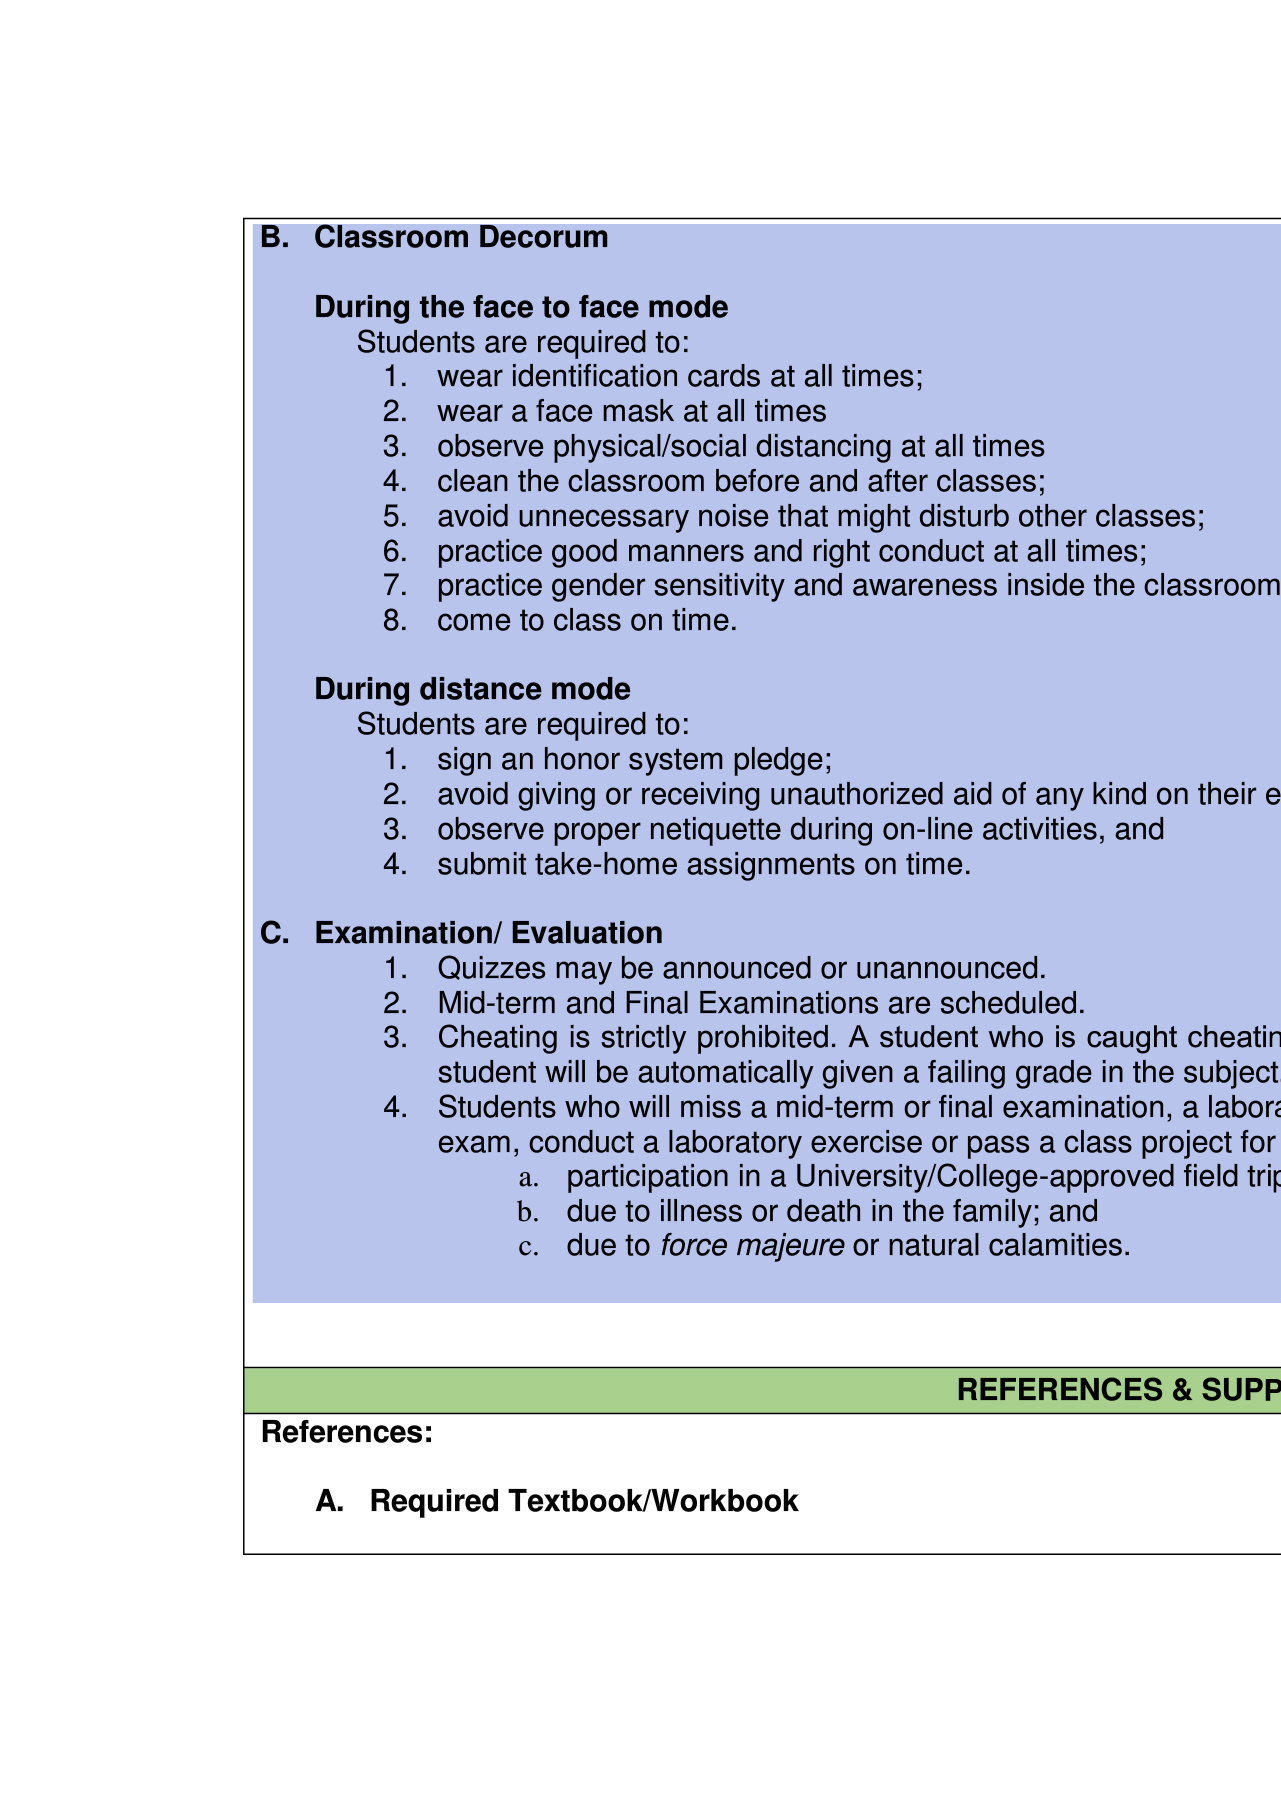 B. Classroom Decorum
During the face to face mode
Students are required to:
1. wear identification cards at all times;
2. wear a face mask at all times
3. observe physical/social distancing at all times
4. clean the classroom before and after classes;
5. avoid unnecessary noise that might disturb other classes;
6. practice good manners and right conduct at all times;
7. practice gender sensitivity and awareness inside the classroom
8. come to class on time.
During distance mode
Students are required to:
1. sign an honor system pledge;
2. avoid giving or receiving unauthorized aid of any kind on their
3. observe proper netiquette during on-line activities, and
4. submit take-home assignments on time.
C. Examination/ Evaluation
1. Quizzes may be announced or unannounced.
2. Mid-term and Final Examinations are scheduled.
3. Cheating is strictly prohibited. A student who is caught
student will be automatically given a failing grade in the subject.
4. Students who will miss a mid-term or final examination, a
exam, conduct a laboratory exercise or pass a class project for
a. participation in a University/College-approved field
b. due to illness or death in the family; and
c. due to force majeure or natural calamities.
REFERENCES &
References:
A. Required Textbook/Workbook